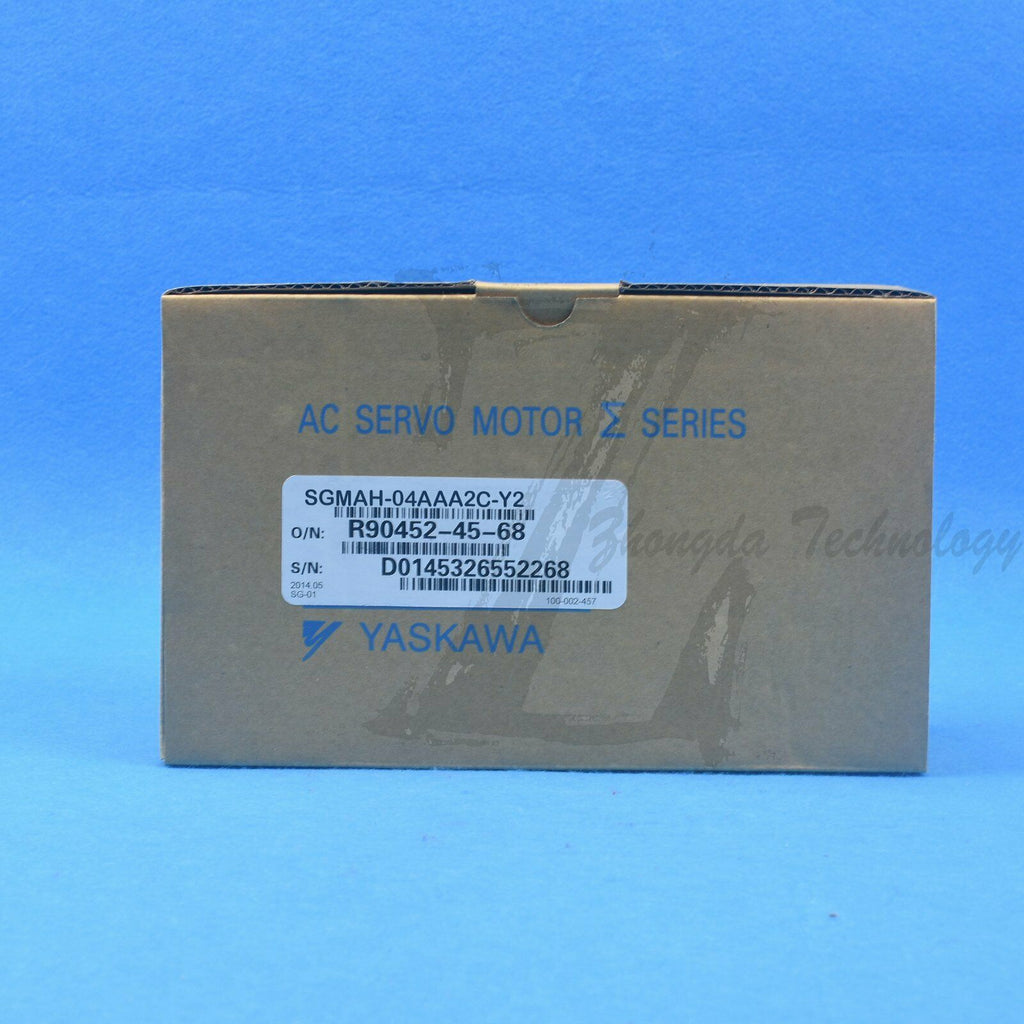 AC SERVO MOTOR Σ SERIES
SGMAH-04AAA2C-Y2
O/N: R90452-45-68
S/N: D0145326552268
2014.05
SG-01
100-002-457
YASKAWA
Zhongda Technology